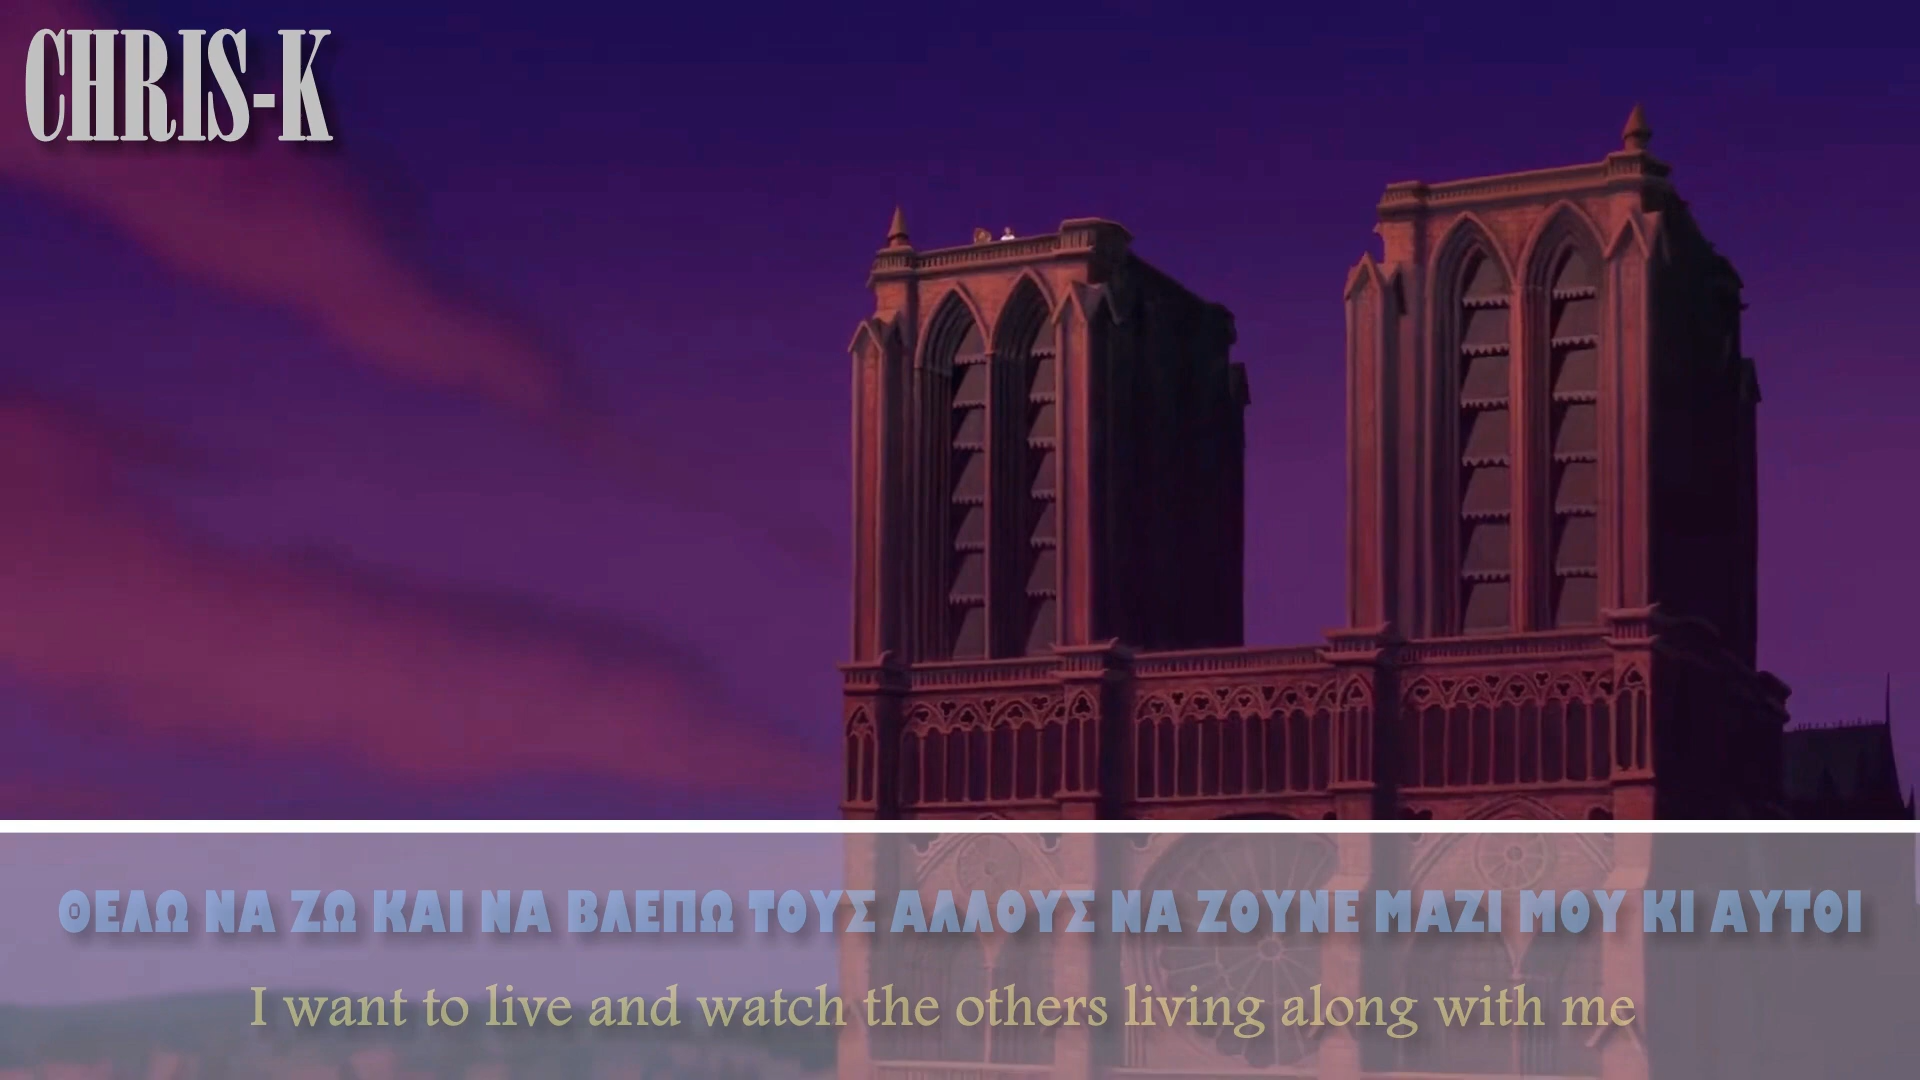 CHRIS-K
ΘΕΛΩ ΝΑ ΖΩ ΚΑΙ ΝΑ ΒΛΕΠΩ ΤΟΥΣ ΑΛΛΟΥΣ ΝΑ ΖΟΥΝΕ ΜΑΖΙ ΜΟΥ ΚΙ ΑΥΤΟΙ
I want to live and watch the others living along with me